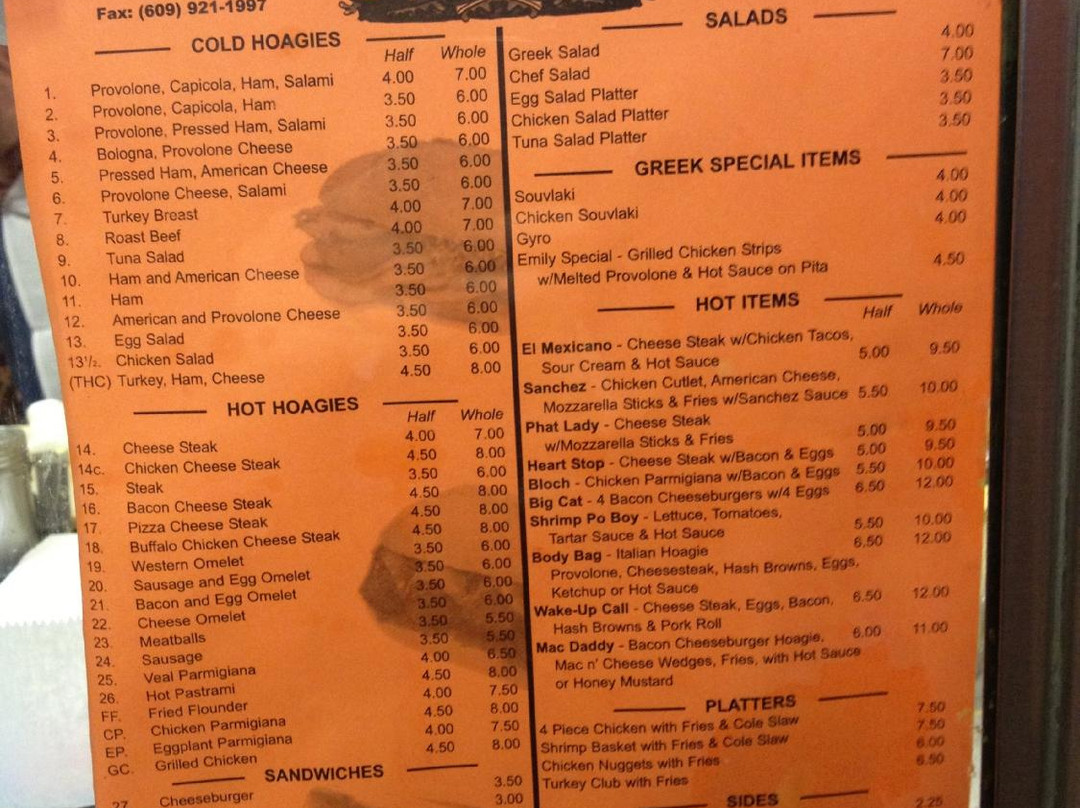 Fax: (609) 921-1997
COLD HOAGIES
Half Whole
1. Provolone, Capicola, Ham, Salami 4.00 7.00
2. Provolone, Capicola, Ham 3.50 6.00
3. Provolone, Pressed Ham, Salami 3.50 6.00
4. Bologna, Provolone Cheese 3.50 6.00
5. Pressed Ham, American Cheese 3.50 6.00
6. Provolone Cheese, Salami 3.50 6.00
7. Turkey Breast 4.00 7.00
8. Roast Beef 4.00 7.00
9. Tuna Salad 3.50 6.00
10. Ham and American Cheese 3.50 6.00
11. Ham 3.50 6.00
12. American and Provolone Cheese 3.50 6.00
13. Egg Salad 3.50 6.00
13½. Chicken Salad 3.50 6.00
(THC) Turkey, Ham, Cheese 4.50 8.00
HOT HOAGIES
Half Whole
14. Cheese Steak 4.00 7.00
14c. Chicken Cheese Steak 4.50 8.00
15. Steak 3.50 6.00
16. Bacon Cheese Steak 4.50 8.00
17. Pizza Cheese Steak 4.50 8.00
18. Buffalo Chicken Cheese Steak 4.50 8.00
19. Western Omelet 3.50 6.00
20. Sausage and Egg Omelet 3.50 6.00
21. Bacon and Egg Omelet 3.50 6.00
22. Cheese Omelet 3.50 6.00
23. Meatballs 3.50 5.50
24. Sausage 3.50 5.50
25. Veal Parmigiana 4.00 6.50
26. Hot Pastrami 4.50 8.00
FF. Fried Flounder 4.00 7.50
CP. Chicken Parmigiana 4.50 8.00
EP. Eggplant Parmigiana 4.00 7.50
GC. Grilled Chicken 4.50 8.00
SANDWICHES
27. Cheeseburger 3.50
3.00
SALADS
Greek Salad 4.00
Chef Salad 7.00
Egg Salad Platter 3.50
Chicken Salad Platter 3.50
Tuna Salad Platter 3.50
GREEK SPECIAL ITEMS
Souvlaki 4.00
Chicken Souvlaki 4.00
Gyro 4.00
Emily Special - Grilled Chicken Strips
w/Melted Provolone & Hot Sauce on Pita 4.50
HOT ITEMS
Half Whole
El Mexicano - Cheese Steak w/Chicken Tacos,
Sour Cream & Hot Sauce 5.00 9.50
Sanchez - Chicken Cutlet, American Cheese,
Mozzarella Sticks & Fries w/Sanchez Sauce 5.50 10.00
Phat Lady - Cheese Steak
w/Mozzarella Sticks & Fries 5.00 9.50
Heart Stop - Cheese Steak w/Bacon & Eggs 5.00 9.50
Bloch - Chicken Parmigiana w/Bacon & Eggs 5.50 10.00
Big Cat - 4 Bacon Cheeseburgers w/4 Eggs 6.50 12.00
Shrimp Po Boy - Lettuce, Tomatoes,
Tartar Sauce & Hot Sauce 5.50 10.00
Body Bag - Italian Hoagie 6.50 12.00
Provolone, Cheesesteak, Hash Browns, Eggs,
Ketchup or Hot Sauce
Wake-Up Call - Cheese Steak, Eggs, Bacon, 6.50 12.00
Hash Browns & Pork Roll
Mac Daddy - Bacon Cheeseburger Hoagie, 6.00 11.00
Mac n' Cheese Wedges, Fries, with Hot Sauce
or Honey Mustard
PLATTERS
4 Piece Chicken with Fries & Cole Slaw 7.50
Shrimp Basket with Fries & Cole Slaw 7.50
Chicken Nuggets with Fries 6.00
Turkey Club with Fries 6.50
SIDES
2.25